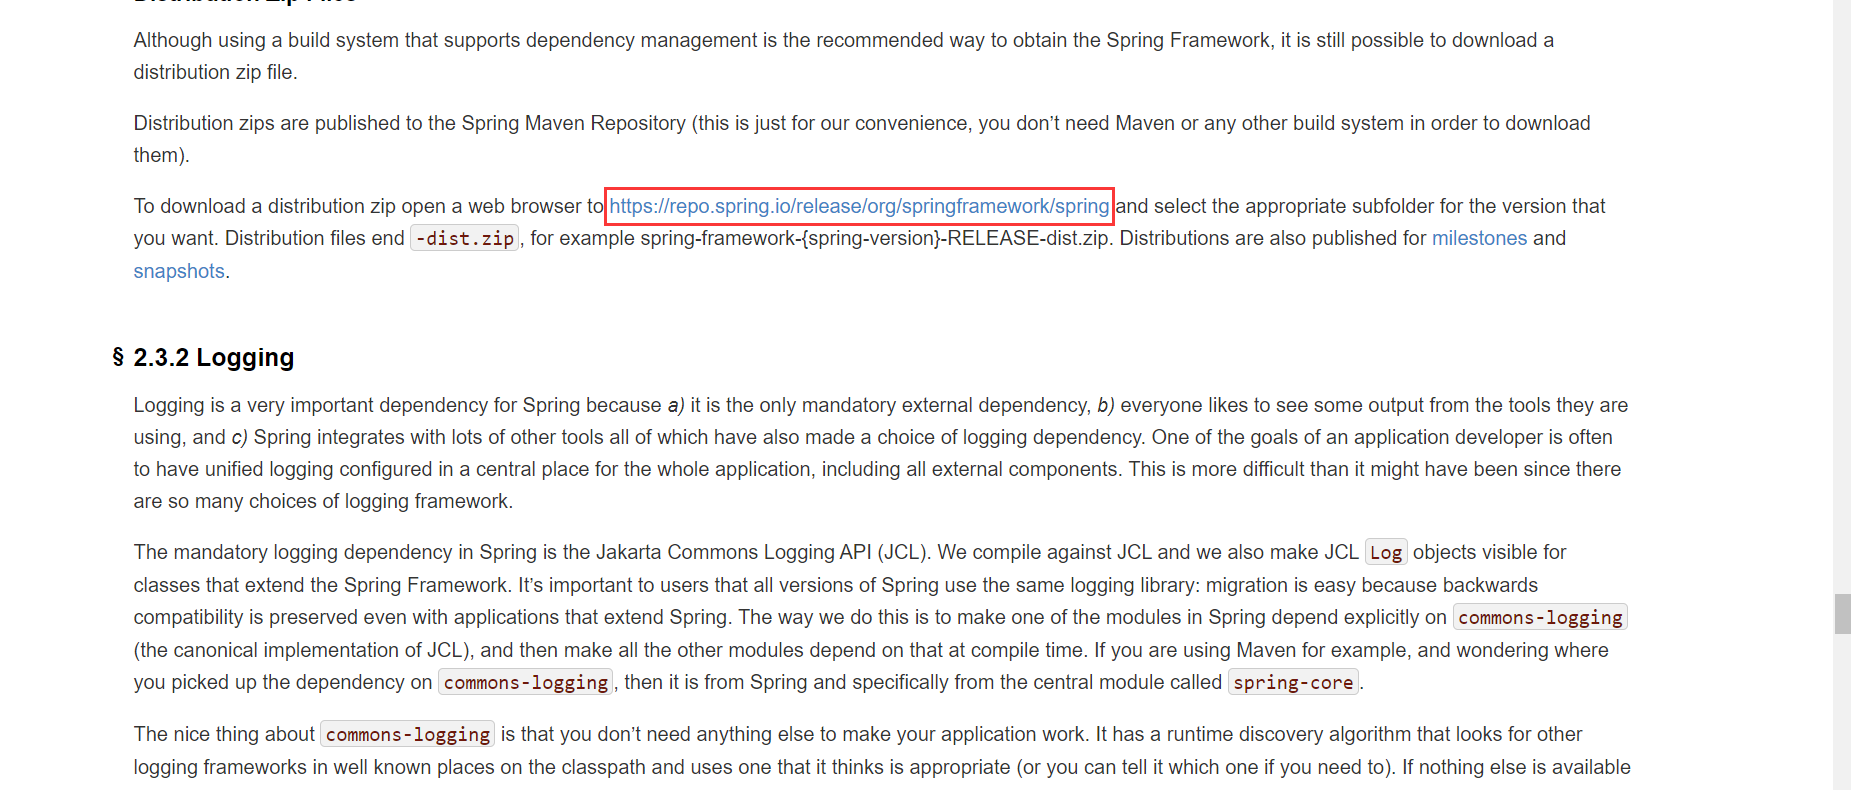 Distribution Zip Files
Although using a build system that supports dependency management is the recommended way to obtain the Spring Framework, it is still possible to download a
distribution zip file.
Distribution zips are published to the Spring Maven Repository (this is just for our convenience, you don’t need Maven or any other build system in order to download
them).
To download a distribution zip open a web browser to https://repo.spring.io/release/org/springframework/spring and select the appropriate subfolder for the version that
you want. Distribution files end -dist.zip, for example spring-framework-{spring-version}-RELEASE-dist.zip. Distributions are also published for milestones and
snapshots.
§ 2.3.2 Logging
Logging is a very important dependency for Spring because a) it is the only mandatory external dependency, b) everyone likes to see some output from the tools they are
using, and c) Spring integrates with lots of other tools all of which have also made a choice of logging dependency. One of the goals of an application developer is often
to have unified logging configured in a central place for the whole application, including all external components. This is more difficult than it might have been since there
are so many choices of logging framework.
The mandatory logging dependency in Spring is the Jakarta Commons Logging API (JCL). We compile against JCL and we also make JCL Log objects visible for
classes that extend the Spring Framework. It’s important to users that all versions of Spring use the same logging library: migration is easy because backwards
compatibility is preserved even with applications that extend Spring. The way we do this is to make one of the modules in Spring depend explicitly on commons-logging
(the canonical implementation of JCL), and then make all the other modules depend on that at compile time. If you are using Maven for example, and wondering where
you picked up the dependency on commons-logging, then it is from Spring and specifically from the central module called spring-core.
The nice thing about commons-logging is that you don’t need anything else to make your application work. It has a runtime discovery algorithm that looks for other
logging frameworks in well known places on the classpath and uses one that it thinks is appropriate (or you can tell it which one if you need to). If nothing else is available